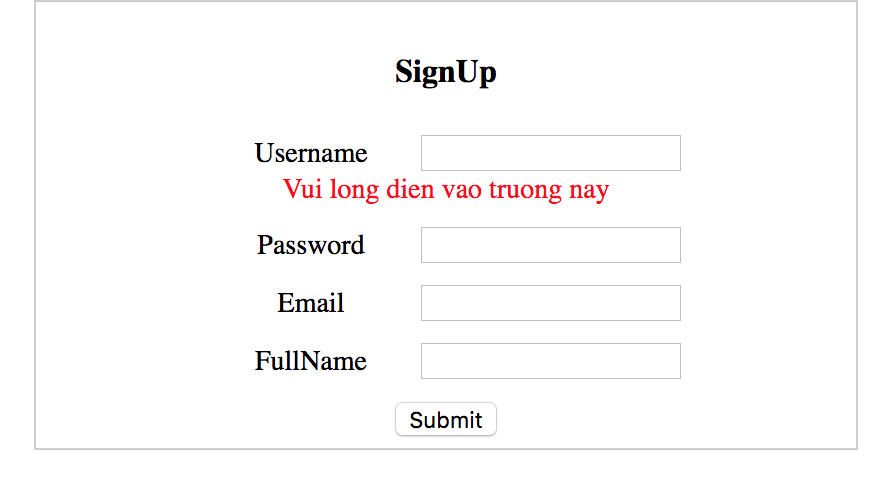 SignUp
Username
Vui long dien vao truong nay
Password
Email
FullName
Submit